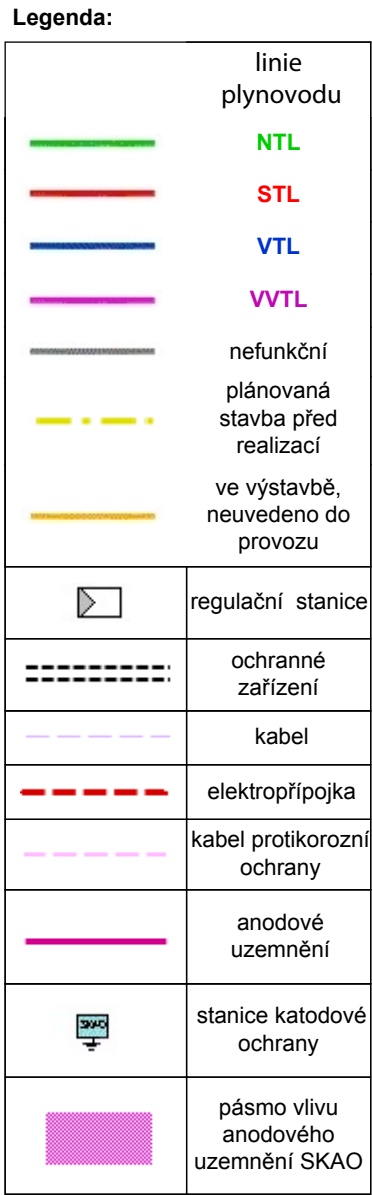 Legenda:
linie
plynovodu
NTL
STL
VTL
VVTL
nefunkční
plánovaná
stavba před
realizací
ve výstavbě,
neuvedeno do
provozu
regulační stanice
ochranné
zařízení
kabel
elektropřípojka
kabel protikorozní
ochrany
anodové
uzemnění
SKAO
stanice katodové
ochrany
pásmo vlivu
anodového
uzemnění SKAO